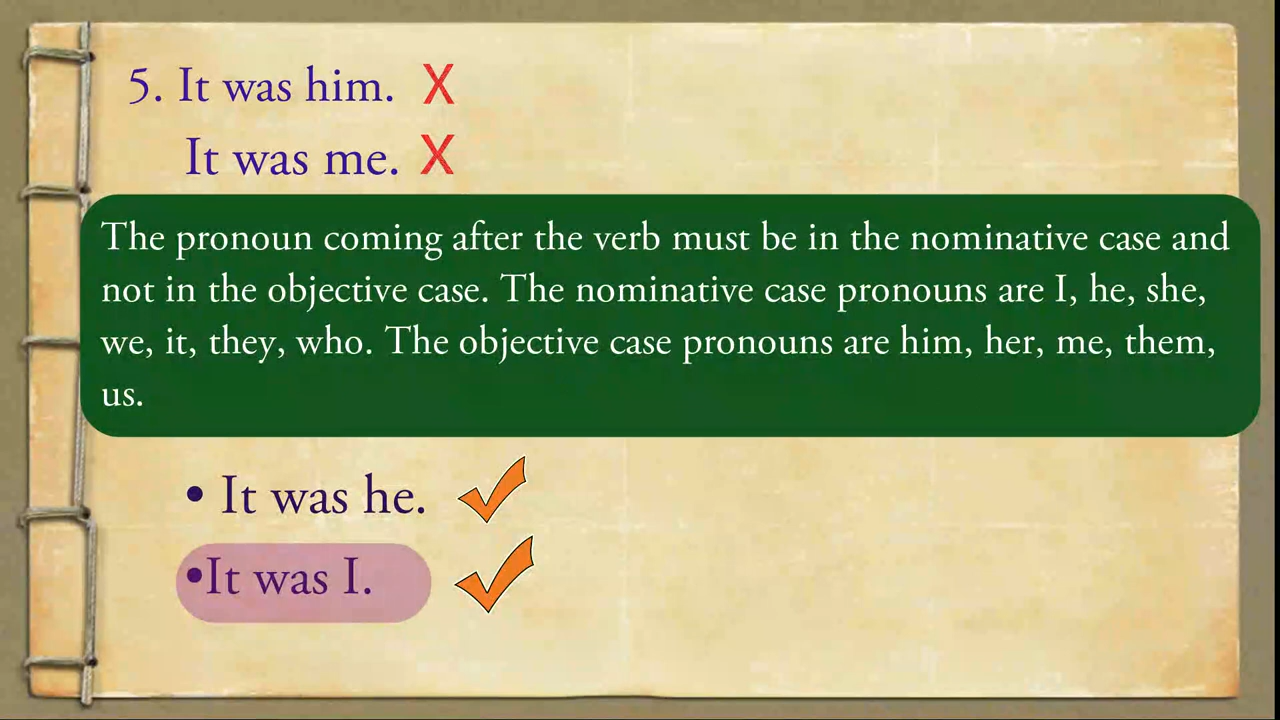 5. It was him. X
It was me. X
The pronoun coming after the verb must be in the nominative case and
not in the objective case. The nominative case pronouns are I, he, she,
we, it, they, who. The objective case pronouns are him, her, me, them,
us.
• It was he.
•It was I.